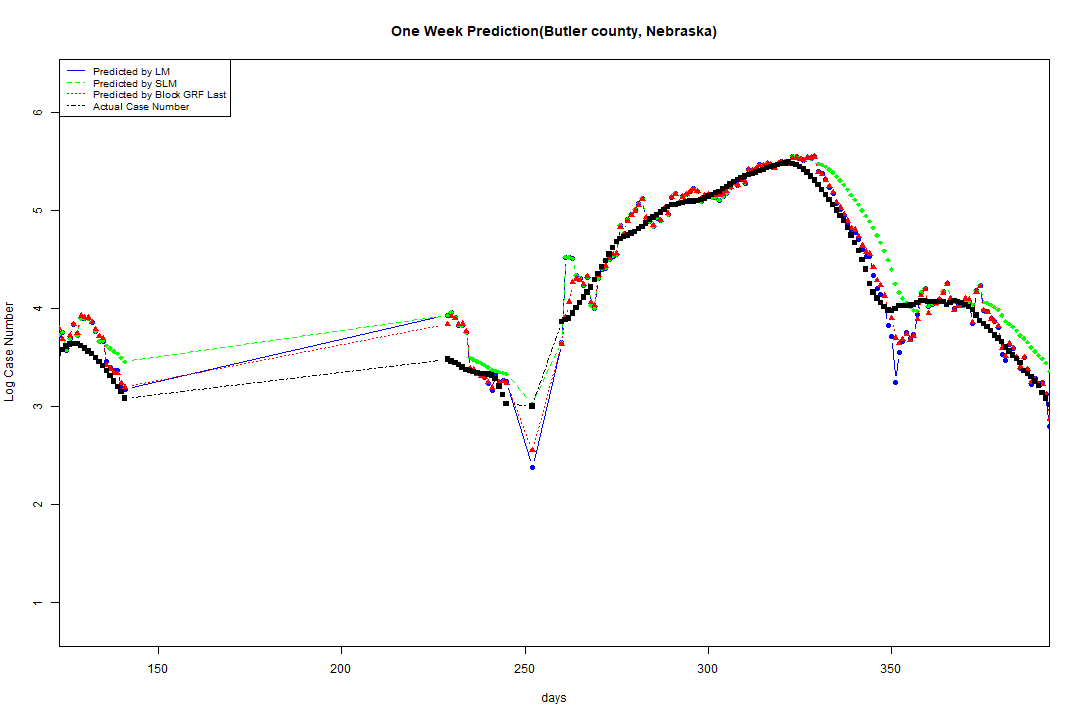 One Week Prediction(Butler county, Nebraska)
Predicted by LM
Predicted by SLM
Predicted by Block GRF Last
Actual Case Number
6
5
4
3
2
1
Log Case Number
150 200 250 300 350
days